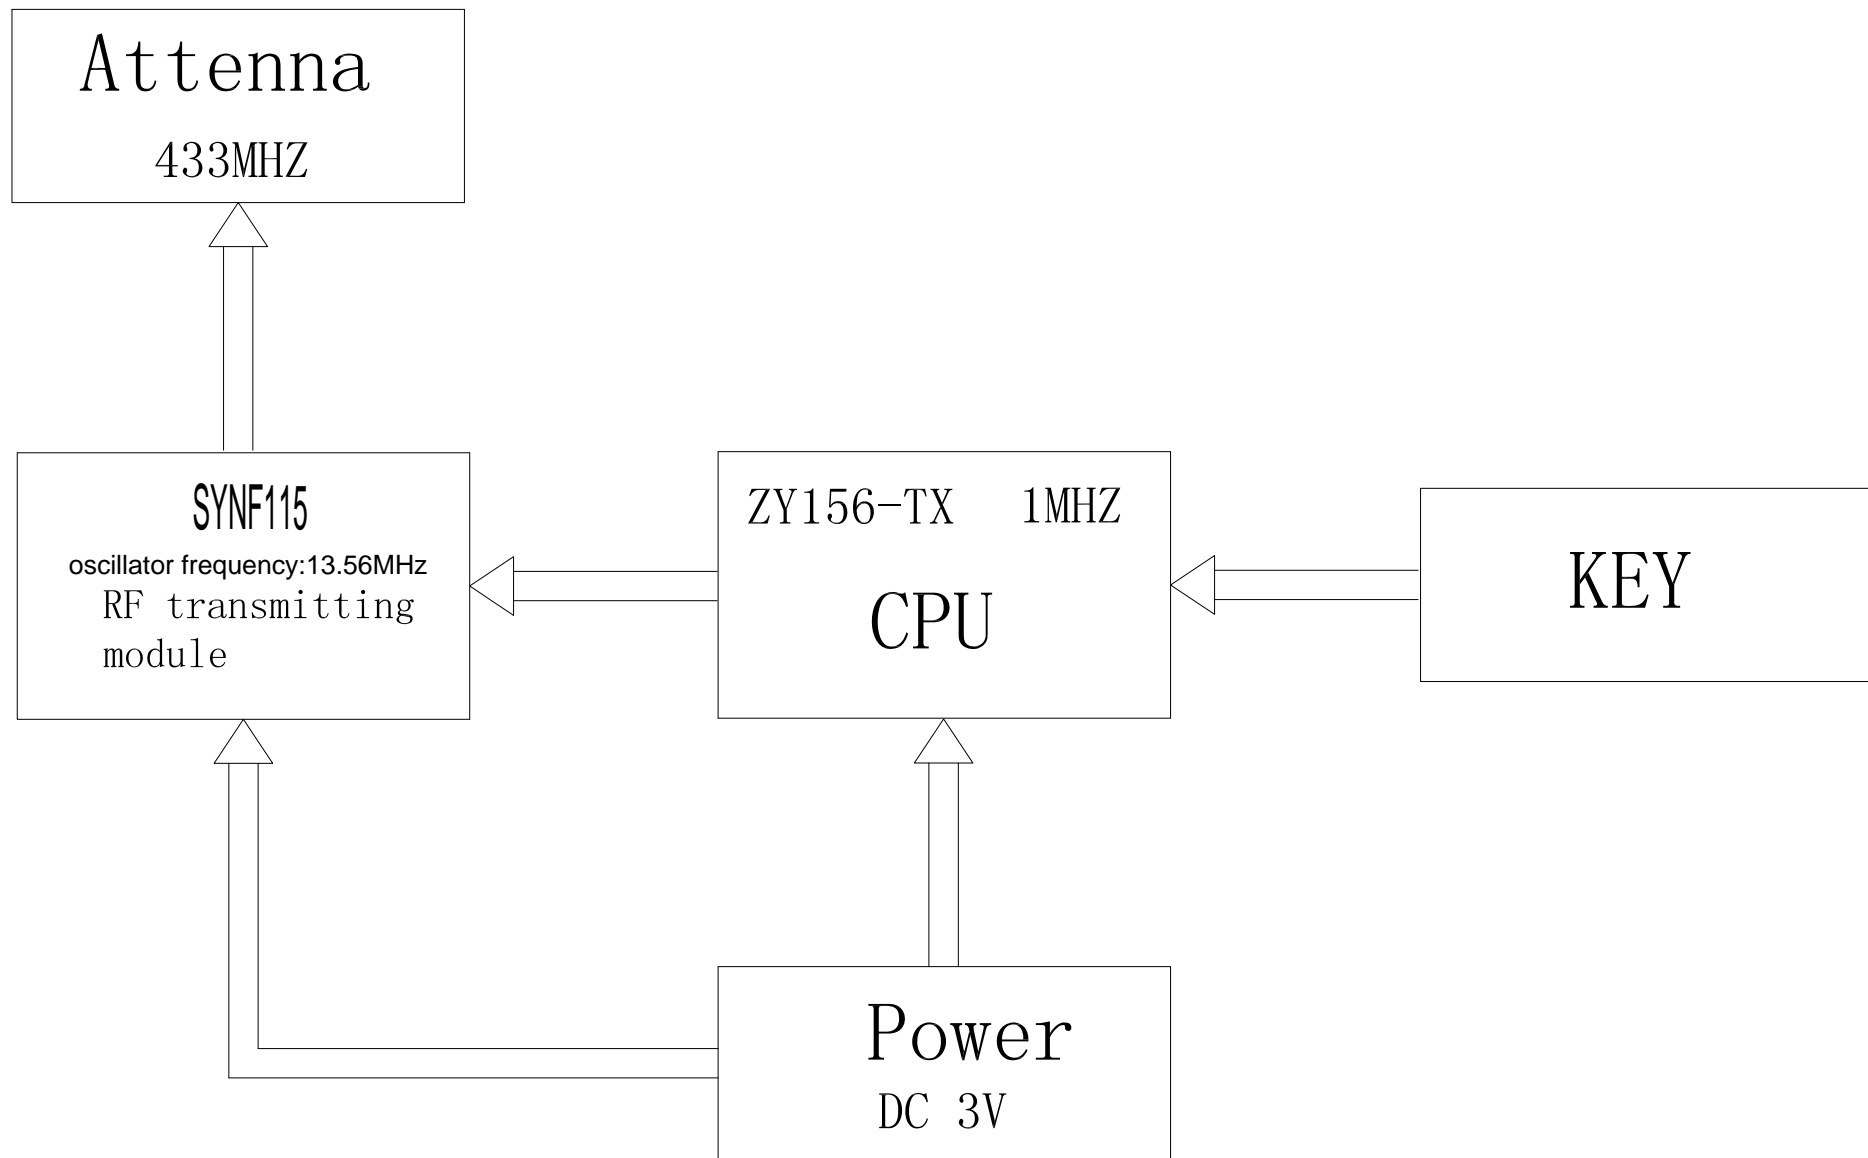 Attenna
433MHZ
SYNF115
oscillator frequency:13.56MHz
RF transmitting
module
ZY156-TX 1MHZ
CPU
KEY
Power
DC 3V